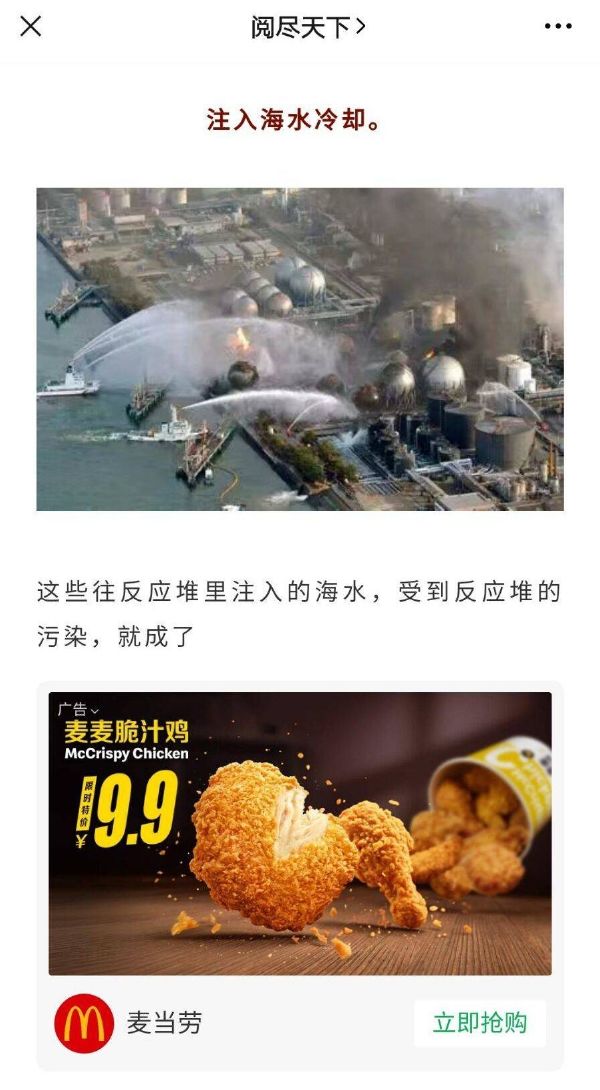 阅尽天下
注入海水冷却。
这些往反应堆里注入的海水，受到反应堆的
污染，就成了
广告
麦麦脆汁鸡
McCrispy Chicken
限时特价
¥9.9
麦当劳
立即抢购